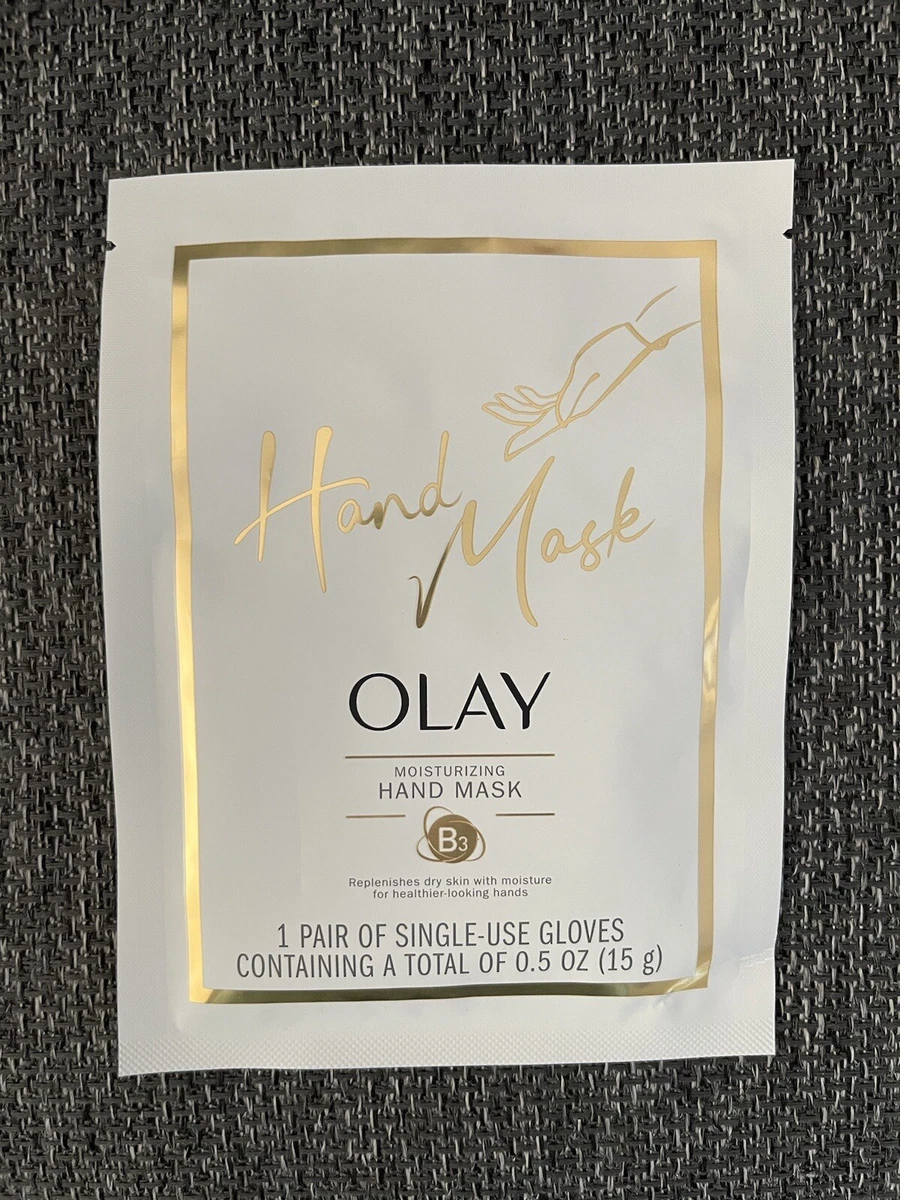 Hand
Mask
OLAY
MOISTURIZING
HAND MASK
B3
Replenishes dry skin with moisture
for healthier-looking hands
1 PAIR OF SINGLE-USE GLOVES
CONTAINING A TOTAL OF 0.5 OZ (15 g)